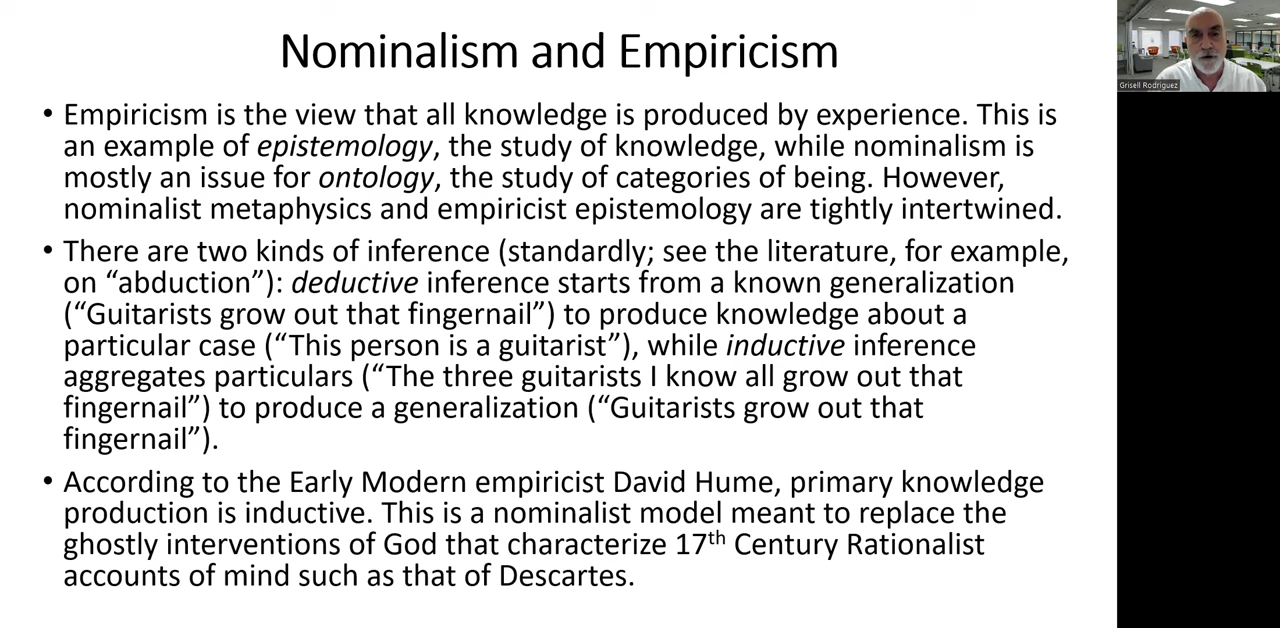 Nominalism and Empiricism
• Empiricism is the view that all knowledge is produced by experience. This is
an example of epistemology, the study of knowledge, while nominalism is
mostly an issue for ontology, the study of categories of being. However,
nominalist metaphysics and empiricist epistemology are tightly intertwined.
• There are two kinds of inference (standardly; see the literature, for example,
on “abduction”): deductive inference starts from a known generalization
(“Guitarists grow out that fingernail”) to produce knowledge about a
particular case (“This person is a guitarist”), while inductive inference
aggregates particulars (“The three guitarists I know all grow out that
fingernail”) to produce a generalization (“Guitarists grow out that
fingernail”).
• According to the Early Modern empiricist David Hume, primary knowledge
production is inductive. This is a nominalist model meant to replace the
ghostly interventions of God that characterize 17th Century Rationalist
accounts of mind such as that of Descartes.
Grisell Rodriguez